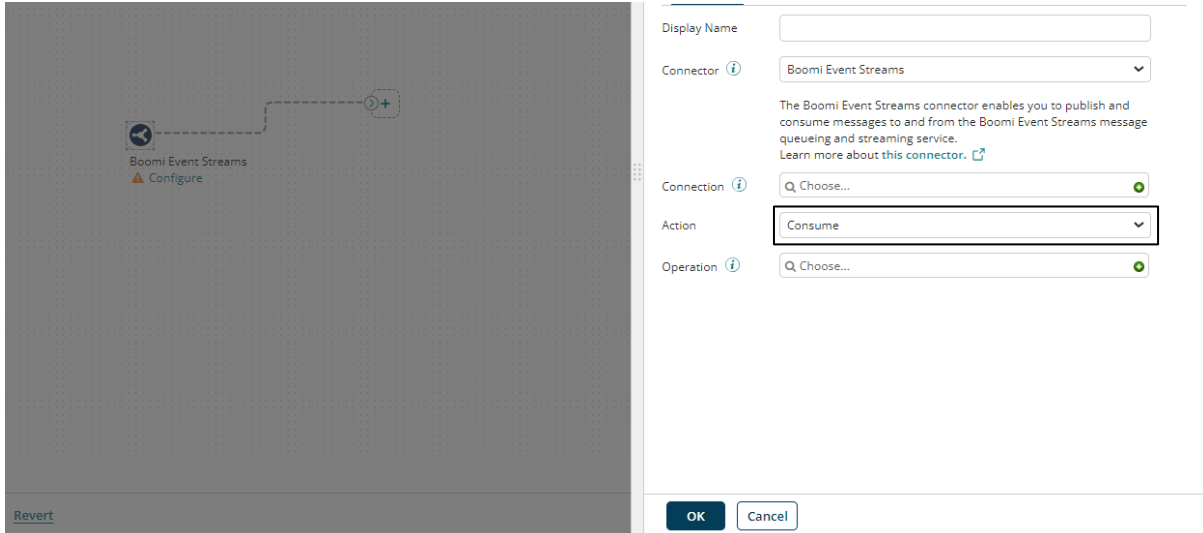 Boomi Event Streams
Configure
Revert
Display Name
Connector
Boomi Event Streams
The Boomi Event Streams connector enables you to publish and
consume messages to and from the Boomi Event Streams message
queueing and streaming service.
Learn more about this connector.
Connection
Choose...
Action
Consume
Operation
Choose...
OK
Cancel